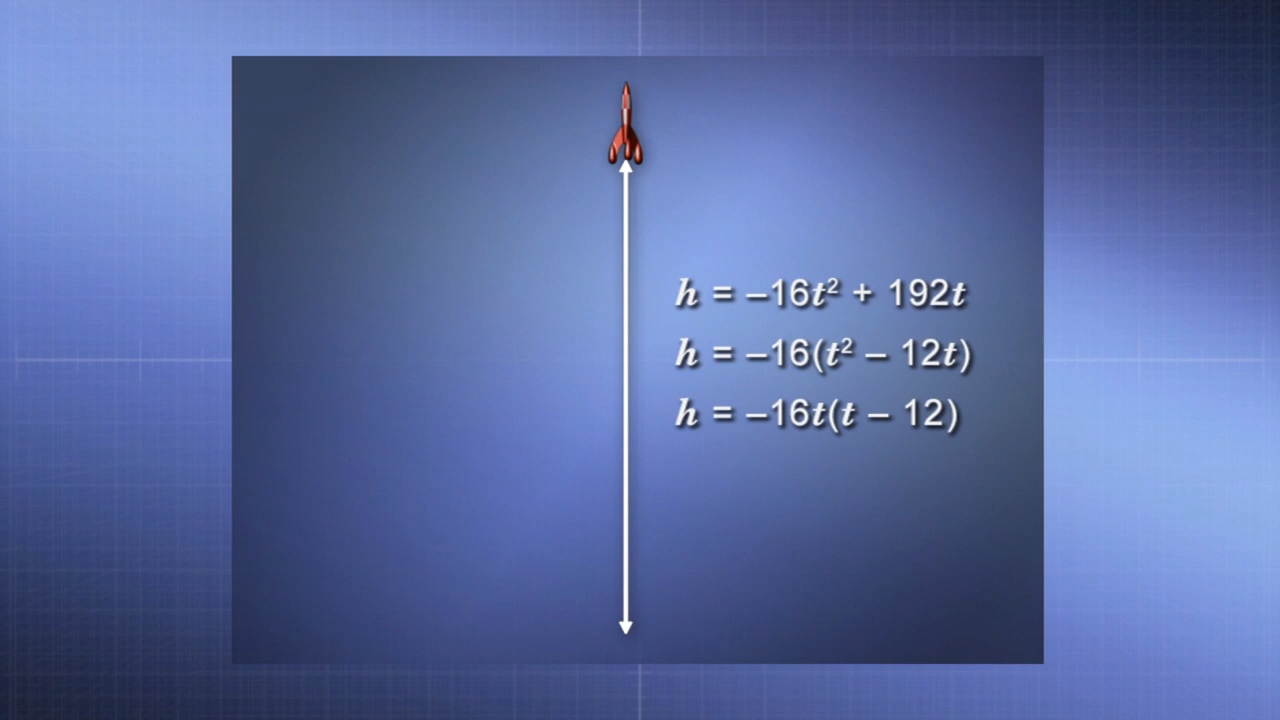 h = –16t² + 192t
h = –16(t² – 12t)
h = –16t(t – 12)